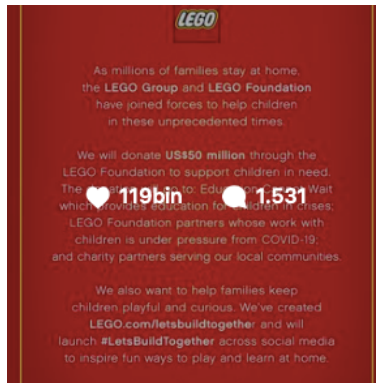 LEGO
As millions of families stay at home,
the LEGO Group and LEGO Foundation
have joined forces to help children
in these unprecedented times.
We will donate US$50 million through the
LEGO Foundation to support children in need.
The to: Wait
119bin 1.531
which provides education for children in crises;
LEGO Foundation partners whose work with
children is under pressure from COVID-19;
and charity partners serving our local communities.
We also want to help families keep
children playful and curious. We've created
LEGO.com/letsbuildtogether and will
launch #LetsBuildTogether across social media
to inspire fun ways to play and learn at home.